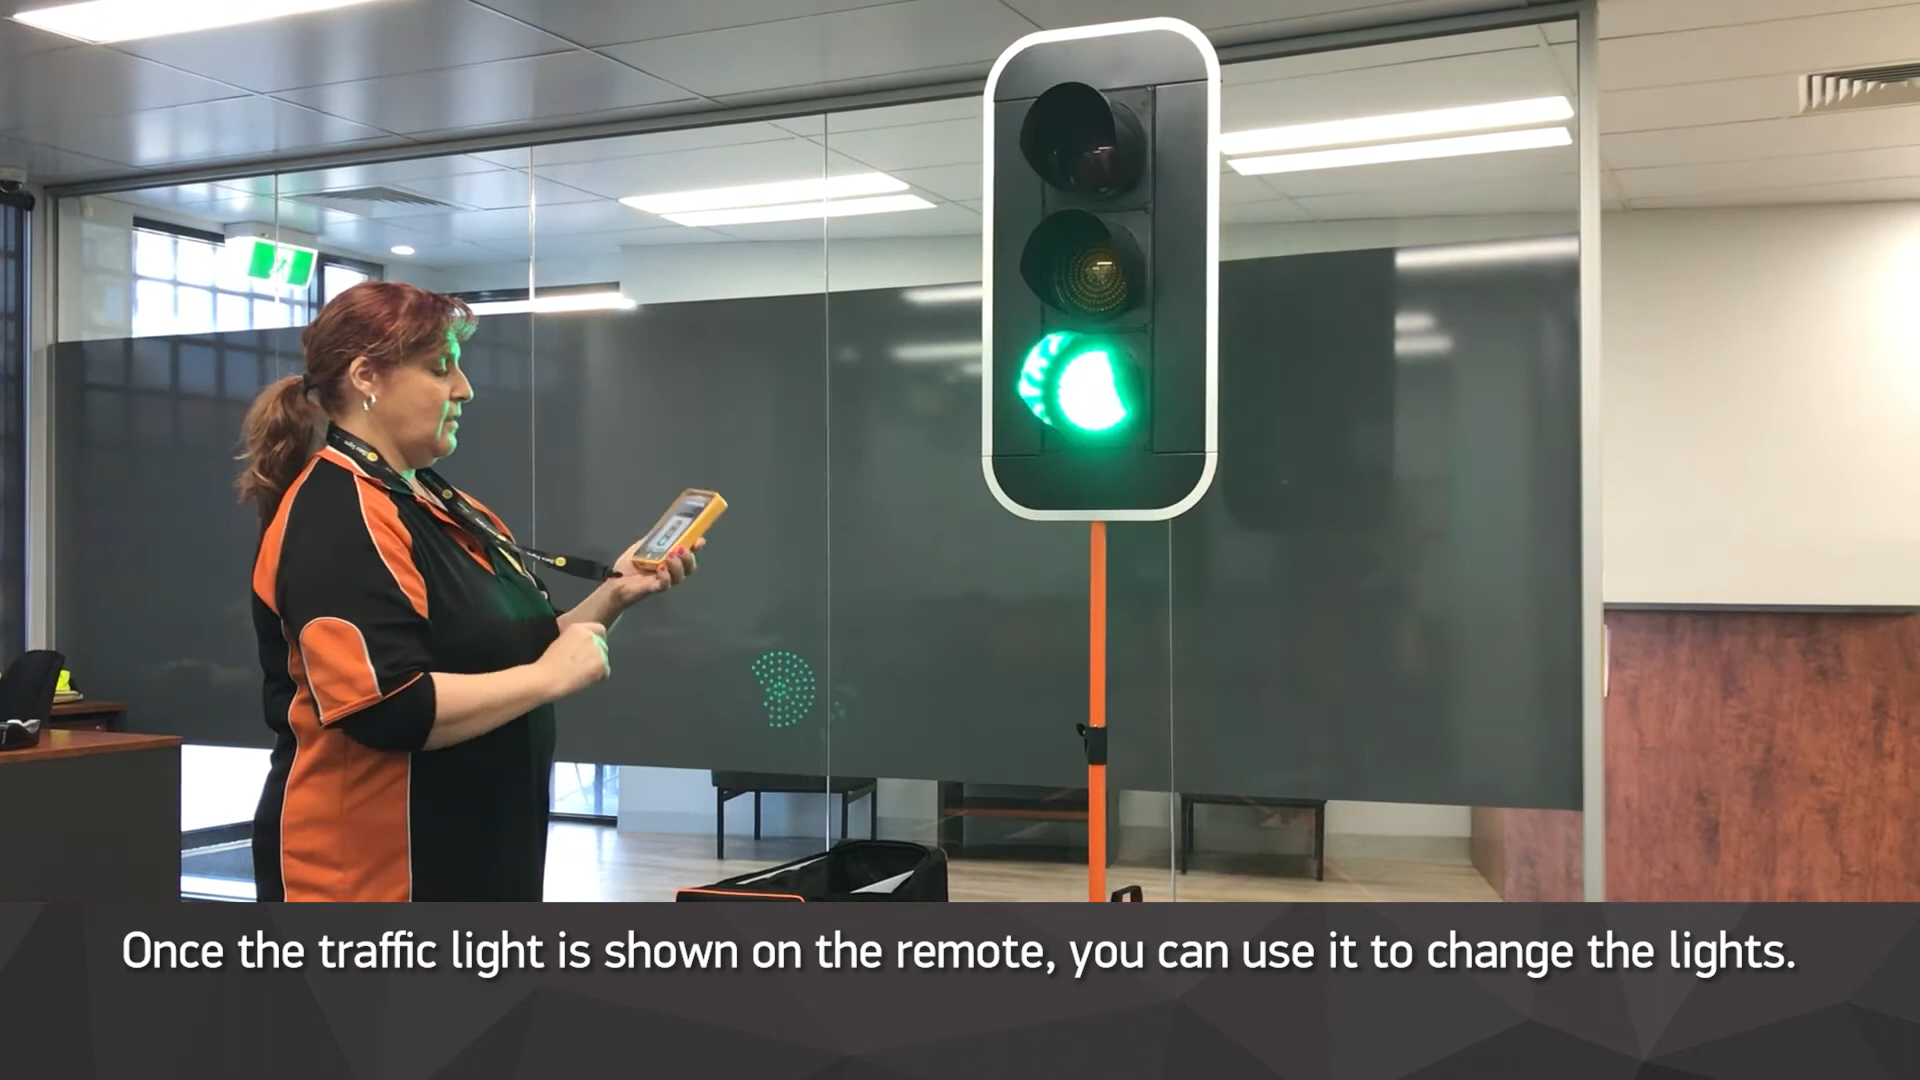 Once the traffic light is shown on the remote, you can use it to change the lights.